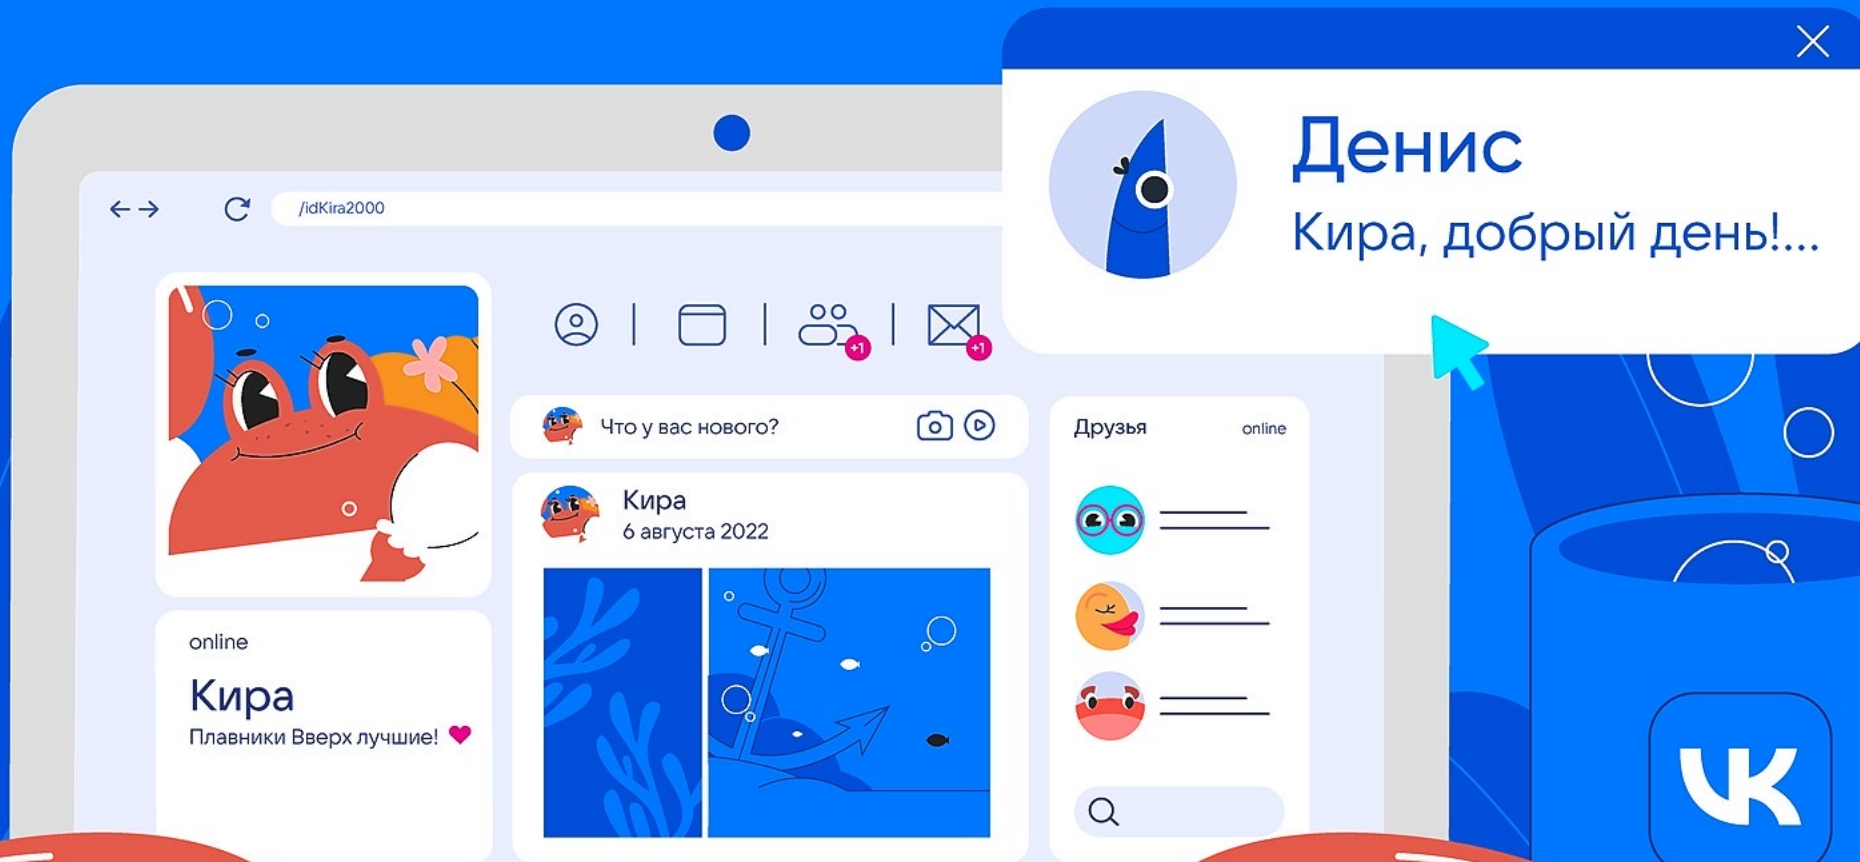 Денис
Кира, добрый день!...
/idKira2000
+1
+1
Что у вас нового?
Друзья
online
Кира
6 августа 2022
online
Кира
Плавники Вверх лучшие!
VK